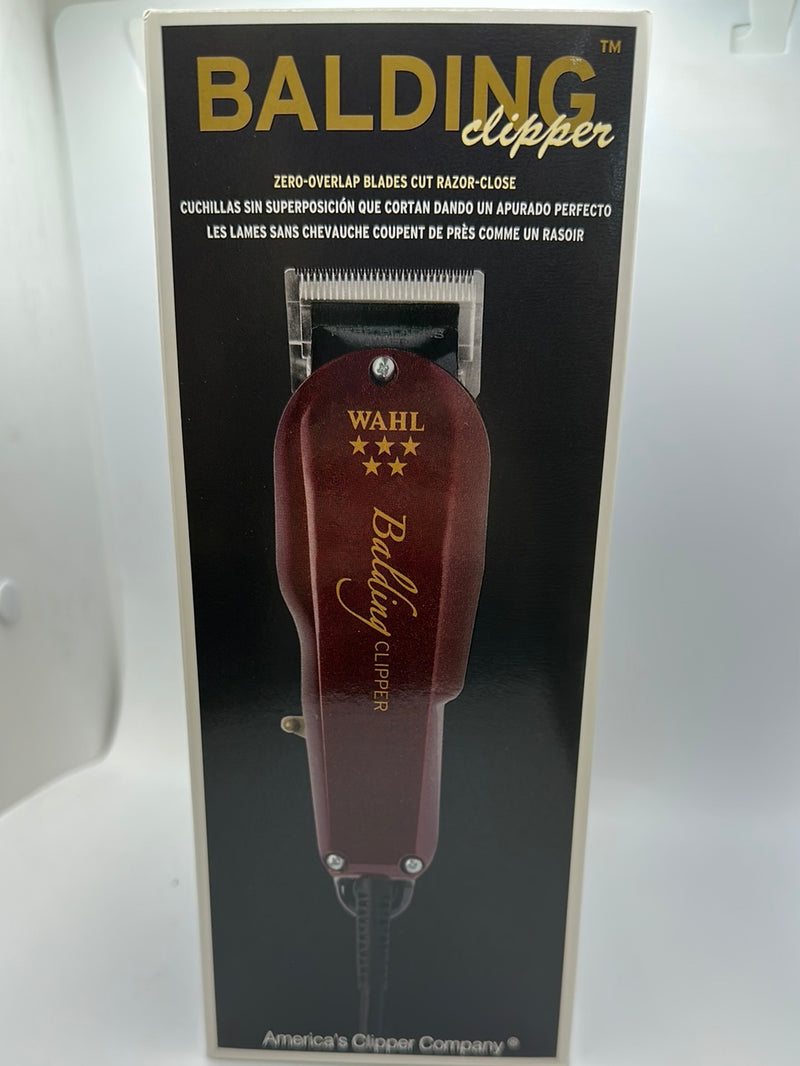 BALDING™
clipper
ZERO-OVERLAP BLADES CUT RAZOR-CLOSE
CUCHILLAS SIN SUPERPOSICIÓN QUE CORTAN DANDO UN APURADO PERFECTO
LES LAMES SANS CHEVAUCHE COUPENT DE PRÈS COMME UN RASOIR
WAHL
Balding CLIPPER
America's Clipper Company®